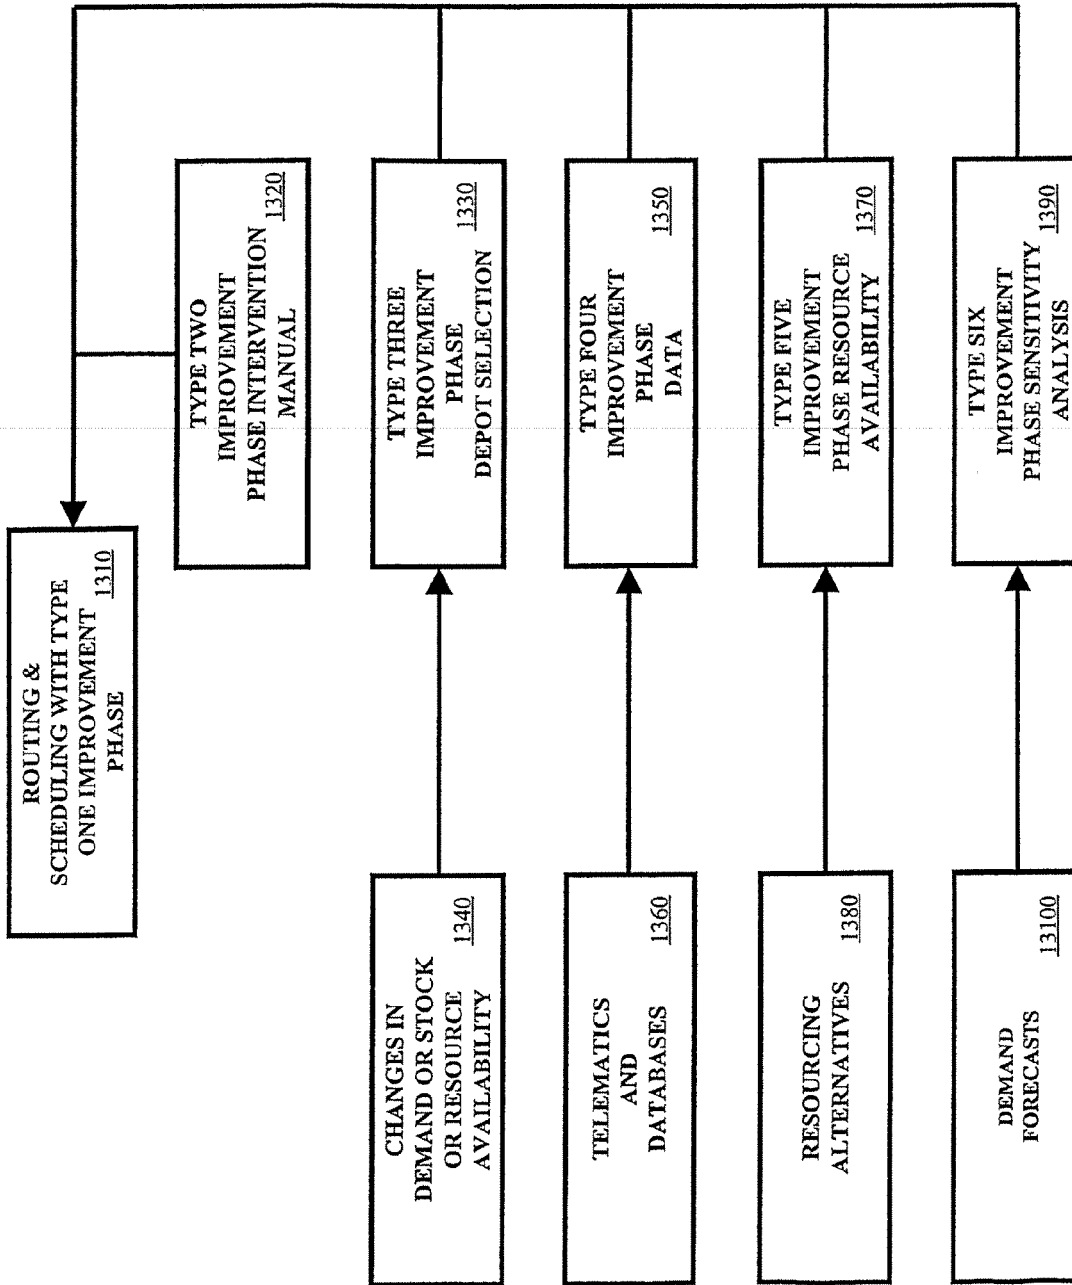 ROUTING &
SCHEDULING WITH TYPE
ONE IMPROVEMENT
PHASE
1310
TYPE TWO
IMPROVEMENT
PHASE INTERVENTION
MANUAL
1320
CHANGES IN
DEMAND OR STOCK
OR RESOURCE
AVAILABILITY
1340
TYPE THREE
IMPROVEMENT
PHASE
DEPOT SELECTION
1330
TELEMATICS
AND
DATABASES
1360
TYPE FOUR
IMPROVEMENT
PHASE
DATA
1350
RESOURCING
ALTERNATIVES
1380
TYPE FIVE
IMPROVEMENT
PHASE RESOURCE
AVAILABILITY
1370
DEMAND
FORECASTS
13100
TYPE SIX
IMPROVEMENT
PHASE SENSITIVITY
ANALYSIS
1390